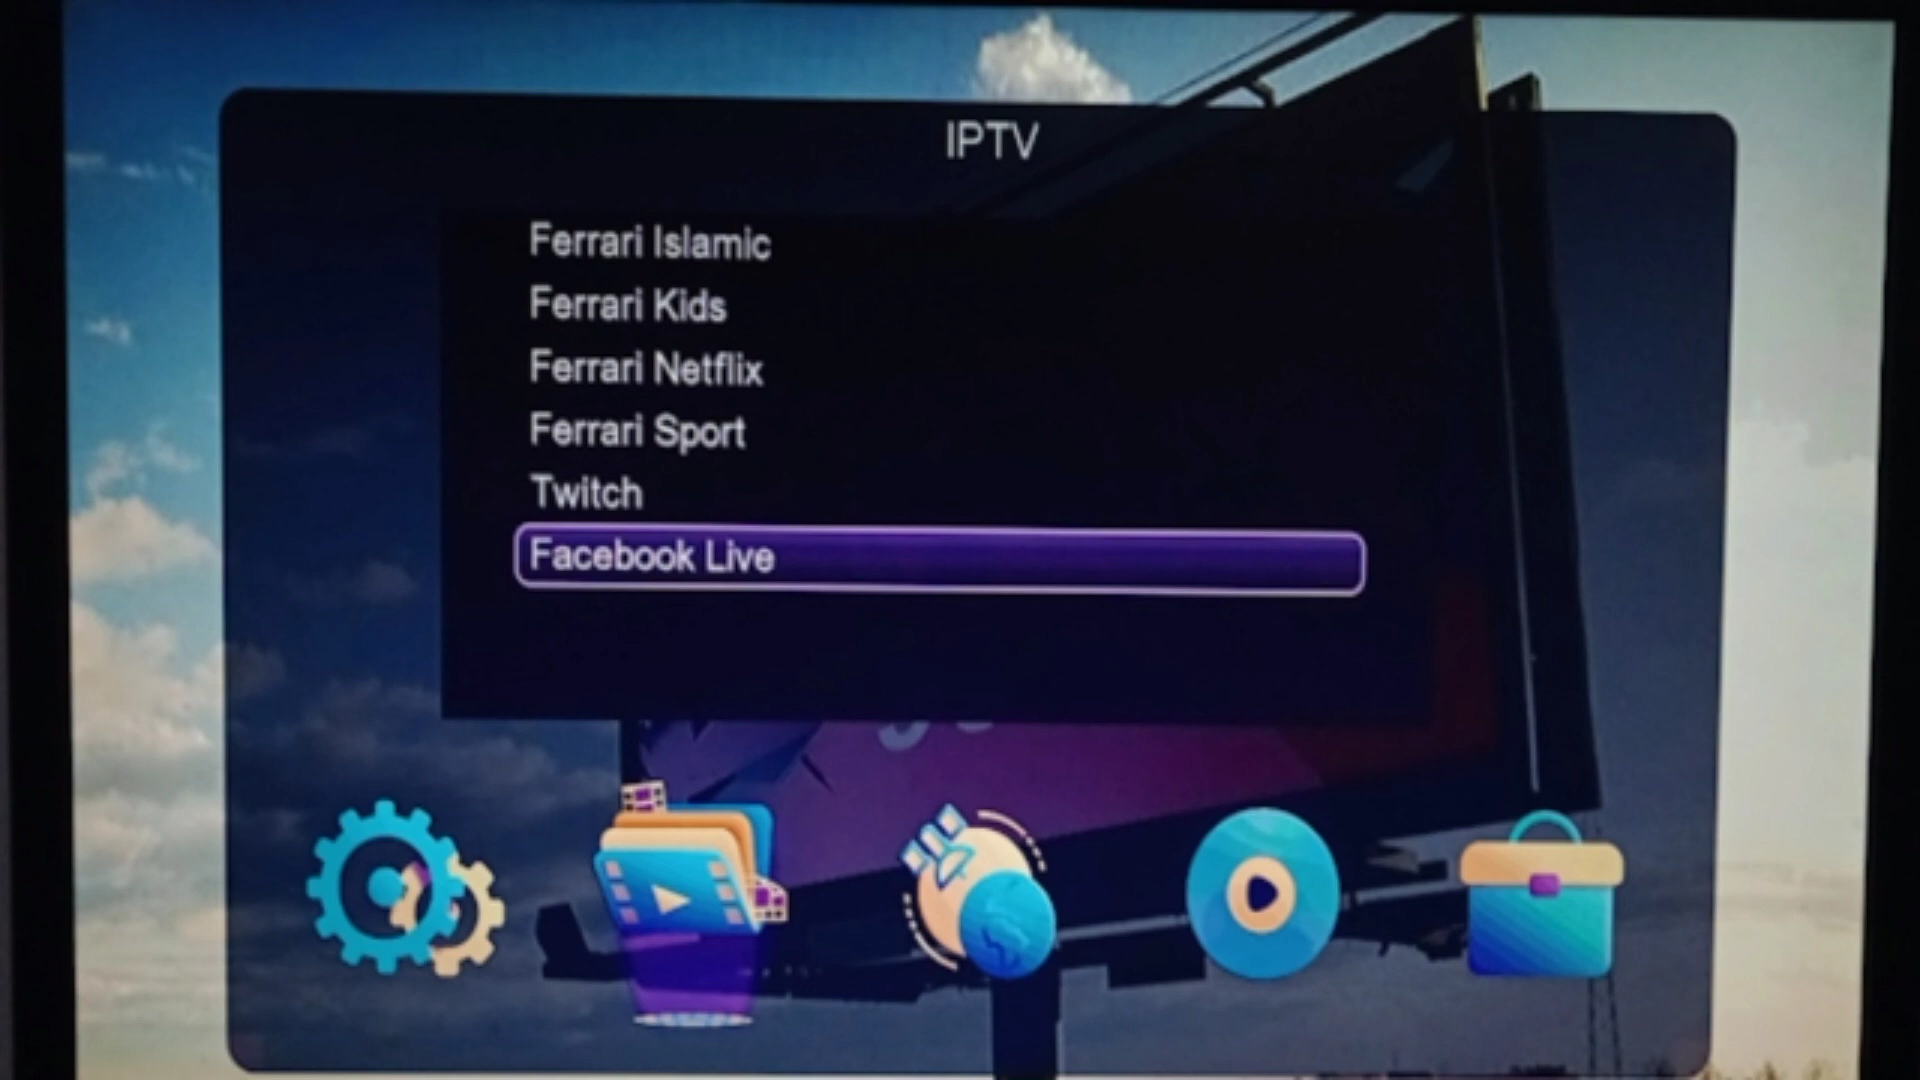 IPTV
Ferrari Islamic
Ferrari Kids
Ferrari Netflix
Ferrari Sport
Twitch
Facebook Live